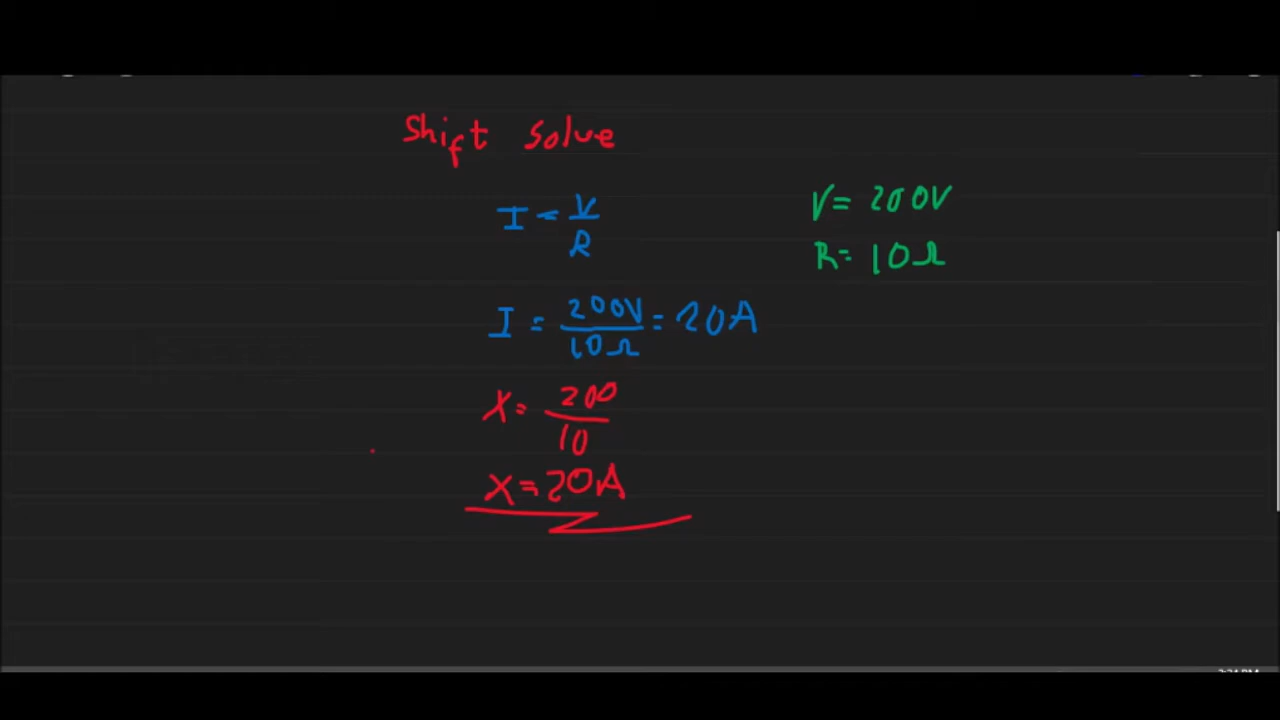 Shift Solve
I = V/R
V = 200V
R = 10Ω
I = 200V/10Ω = 20A
X = 200/10
X = 20A